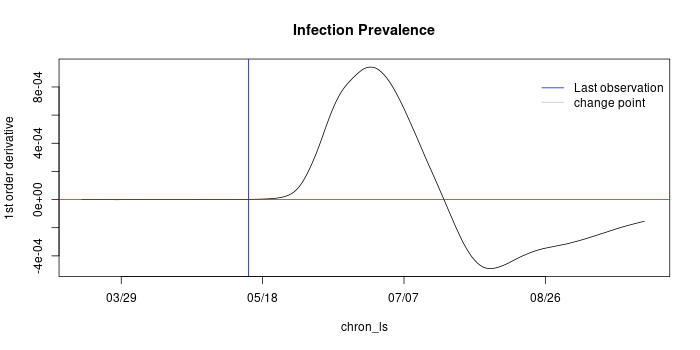 Infection Prevalence
1st order derivative
8e-04
4e-04
0e+00
-4e-04
Last observation
change point
03/29
05/18
07/07
08/26
chron_ls